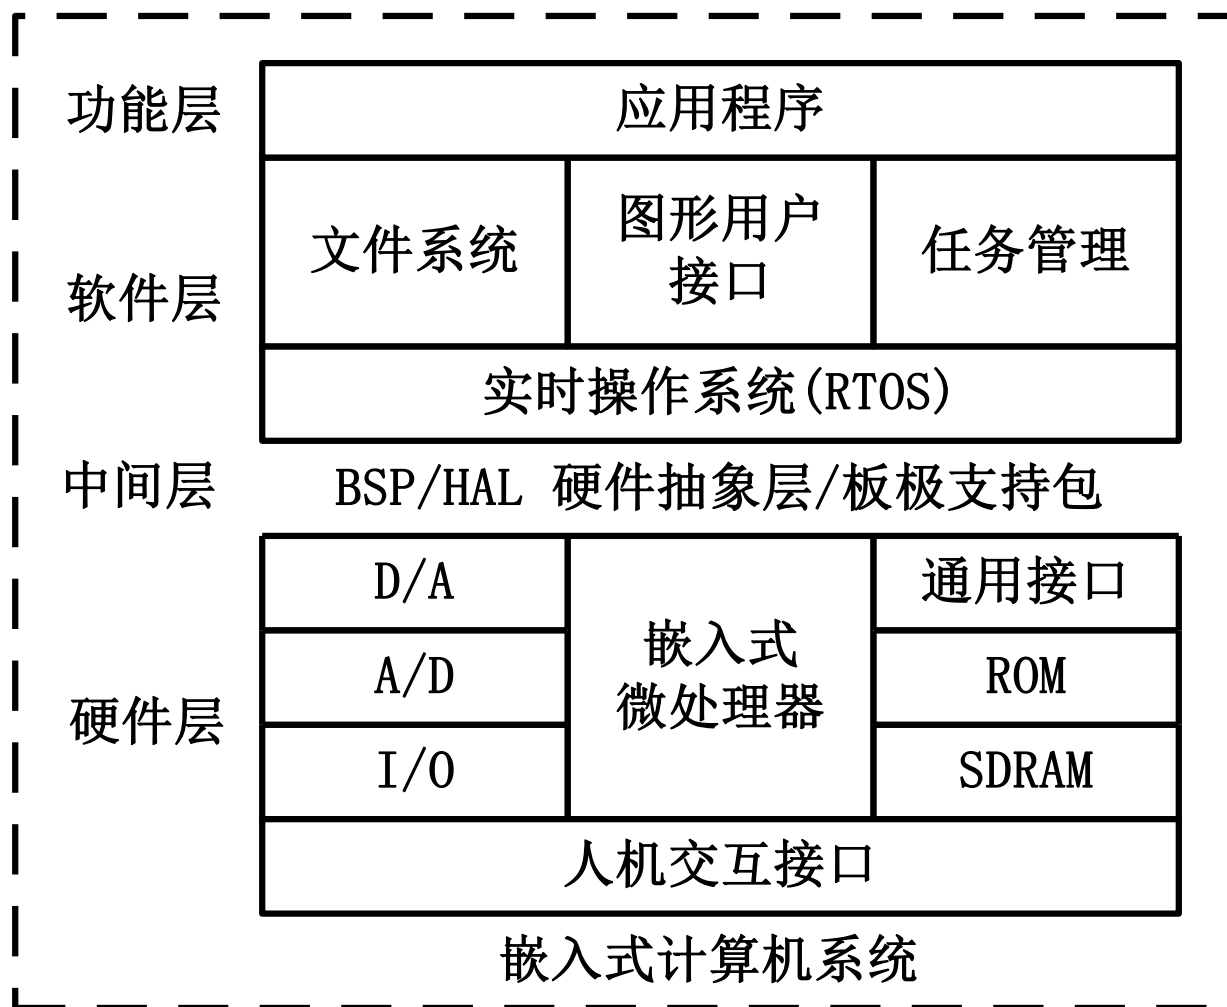 功能层
应用程序
软件层
文件系统
图形用户
接口
任务管理
实时操作系统(RTOS)
中间层
BSP/HAL 硬件抽象层/板极支持包
硬件层
D/A
A/D
I/O
嵌入式
微处理器
通用接口
ROM
SDRAM
人机交互接口
嵌入式计算机系统